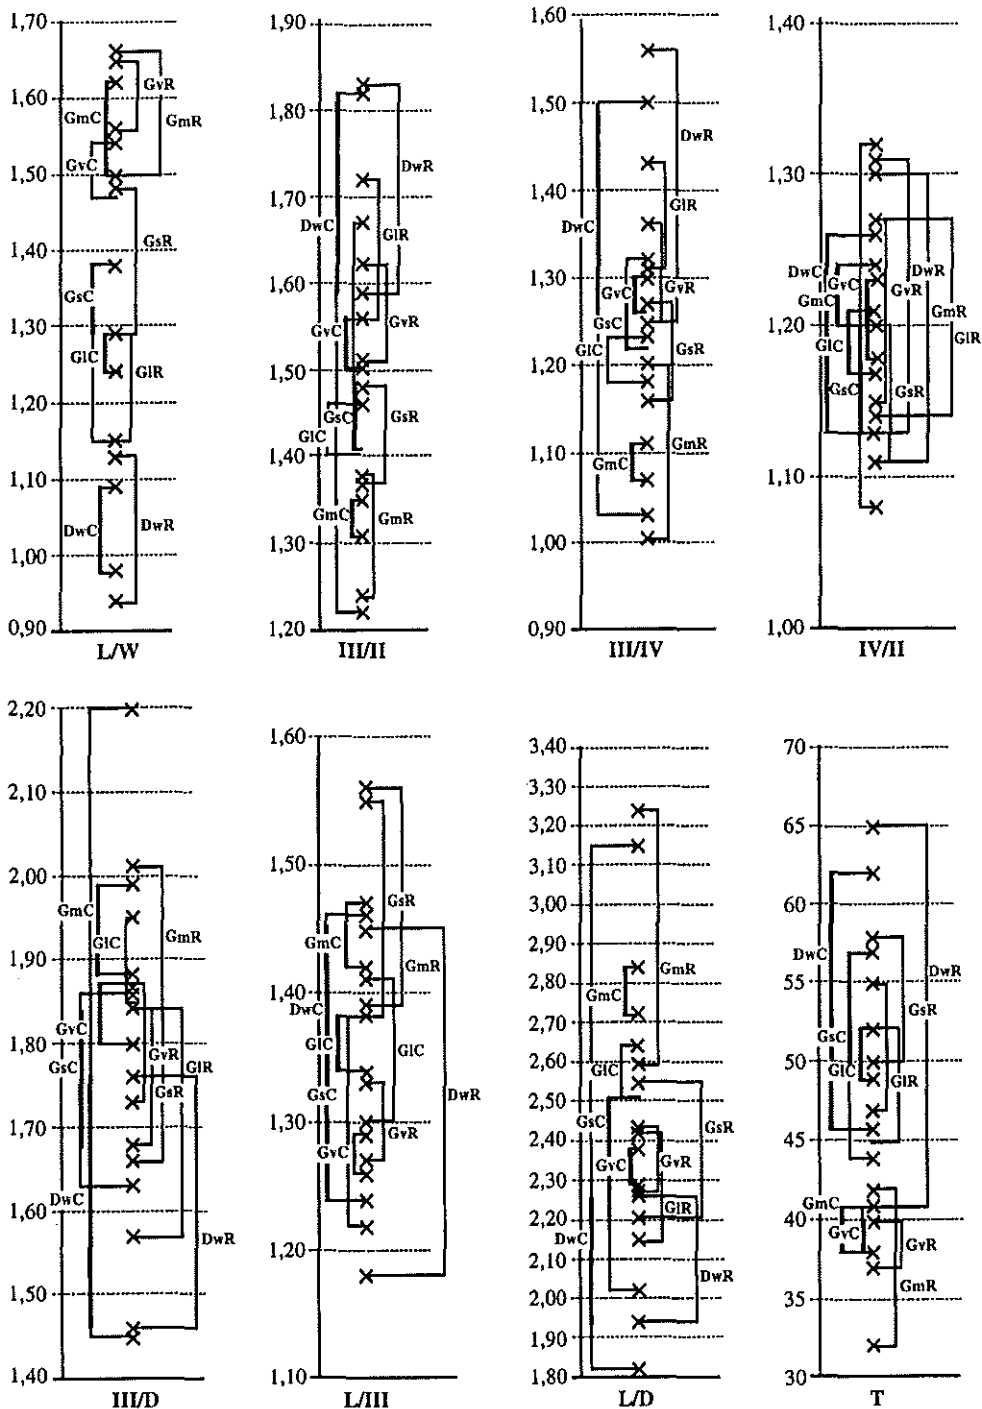 1,70
1,60
1,50
1,40
1,30
1,20
1,10
1,00
0,90
GvR
GmC
GmR
GvC
GsR
GsC
GlC
GlR
DwC
DwR
L/W
1,90
1,80
1,70
1,60
1,50
1,40
1,30
1,20
DwR
DwC
GlR
GvC
GvR
GsC
GsR
GlC
GmC
GmR
III/II
1,60
1,50
1,40
1,30
1,20
1,10
1,00
0,90
DwR
GlR
DwC
GvC
GvR
GsC
GlC
GsR
GmR
GmC
III/IV
1,40
1,30
1,20
1,10
1,00
DwC
GvC
DwR
GvR
GmC
GmR
GlC
GlR
GsC
GsR
IV/II
2,20
2,10
2,00
1,90
1,80
1,70
1,60
1,50
1,40
GmC
GlC
GmR
GvC
GvR
GlR
GsC
GsR
DwC
DwR
III/D
1,60
1,50
1,40
1,30
1,20
1,10
GsR
GmC
GmR
DwC
GlC
GlC
GsC
DwR
GvR
GvC
L/III
3,40
3,30
3,20
3,10
3,00
2,90
2,80
2,70
2,60
2,50
2,40
2,30
2,20
2,10
2,00
1,90
1,80
GmR
GmC
GlC
GsC
GsR
GvC
GvR
GlR
DwC
DwR
L/D
70
65
60
55
50
45
40
35
30
DwC
DwR
GsR
GsC
GlC
GlR
GmC
GvC
GvR
GmR
T